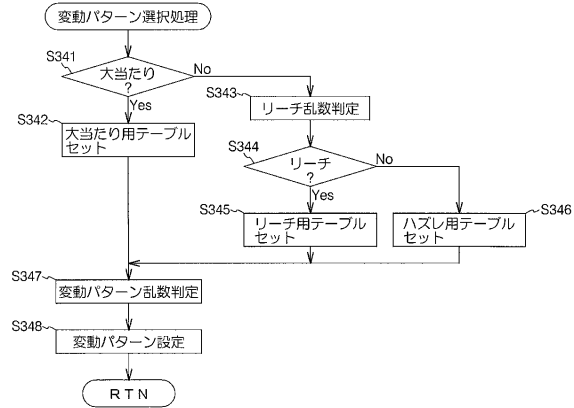 変動パターン選択処理
S341
大当たり
?
No
Yes
S342
大当たり用テーブル
セット
S343
リーチ乱数判定
S344
リーチ
?
No
Yes
S345
リーチ用テーブル
セット
S346
ハズレ用テーブル
セット
S347
変動パターン乱数判定
S348
変動パターン設定
RTN